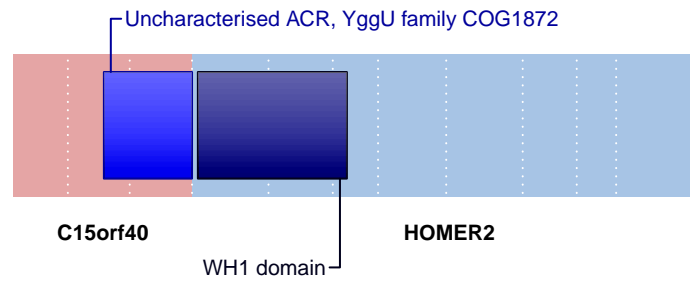 Uncharacterised ACR, YggU family COG1872
C15orf40
HOMER2
WH1 domain